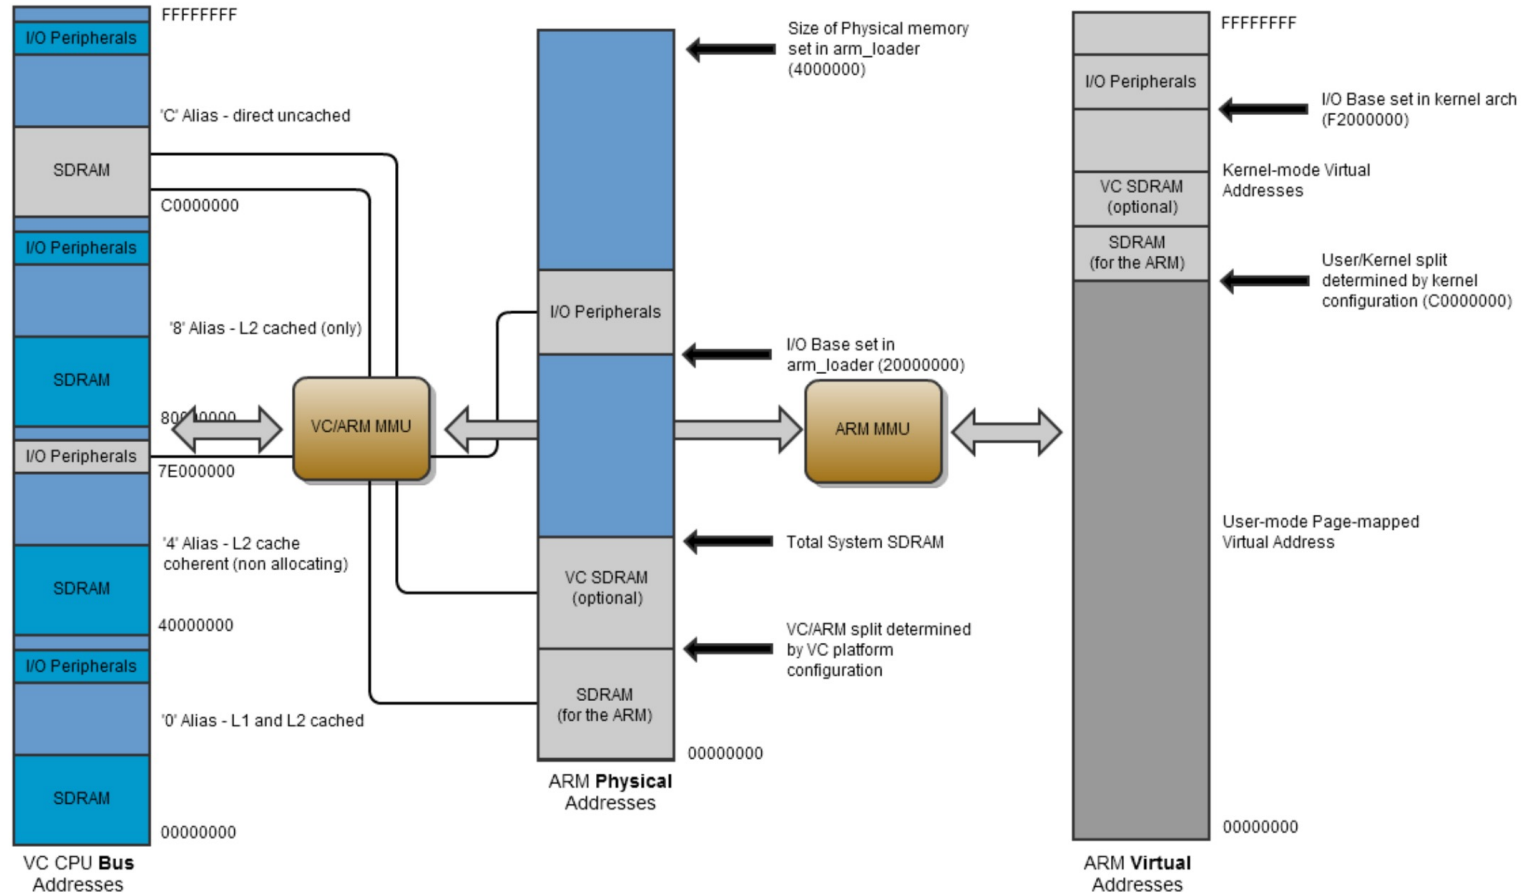 FFFFFFFF
I/O Peripherals
'C' Alias - direct uncached
SDRAM
C0000000
I/O Peripherals
'8' Alias - L2 cached (only)
SDRAM
80000000
I/O Peripherals
7E000000
'4' Alias - L2 cache
coherent (non allocating)
SDRAM
40000000
I/O Peripherals
'0' Alias - L1 and L2 cached
SDRAM
00000000
VC CPU Bus
Addresses
VC/ARM MMU
Size of Physical memory
set in arm_loader
(4000000)
I/O Peripherals
I/O Base set in
arm_loader (20000000)
Total System SDRAM
VC SDRAM
(optional)
VC/ARM split determined
by VC platform
configuration
SDRAM
(for the ARM)
00000000
ARM Physical
Addresses
ARM MMU
FFFFFFFF
I/O Peripherals
I/O Base set in kernel arch
(F2000000)
Kernel-mode Virtual
Addresses
VC SDRAM
(optional)
SDRAM
(for the ARM)
User/Kernel split
determined by kernel
configuration (C0000000)
User-mode Page-mapped
Virtual Address
00000000
ARM Virtual
Addresses